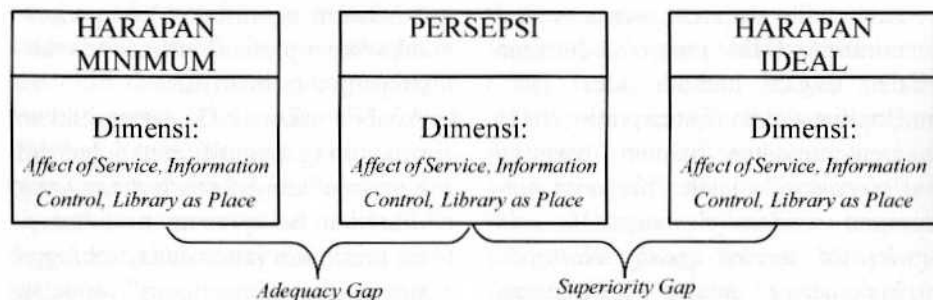 HARAPAN
MINIMUM
Dimensi:
Affect of Service, Information
Control, Library as Place
PERSEPSI
Dimensi:
Affect of Service, Information
Control, Library as Place
HARAPAN
IDEAL
Dimensi:
Affect of Service, Information
Control, Library as Place
Adequacy Gap
Superiority Gap